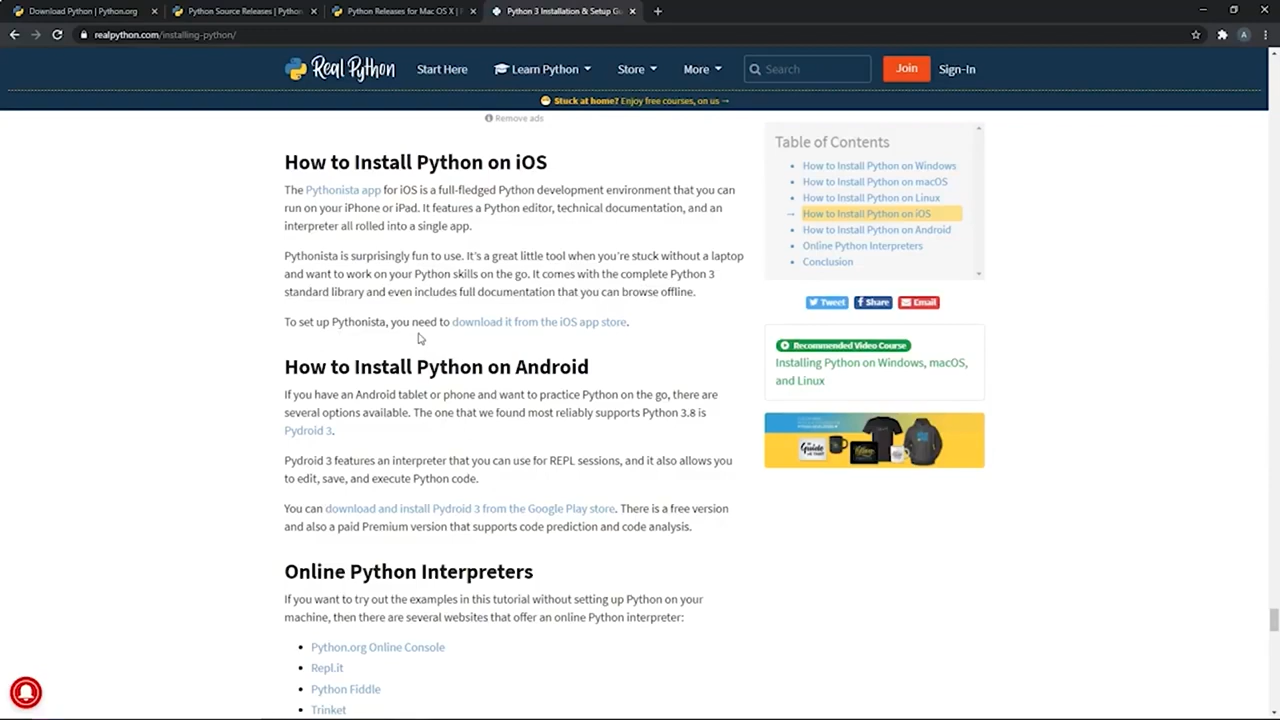 Download Python | Python.org
Python Source Releases | Python
Python Releases for Mac OS X | P
Python 3 Installation & Setup Gu
realpython.com/installing-python/
A
Real Python
Start Here
Learn Python
Store
More
Search
Join
Sign-In
Stuck at home? Enjoy free courses, on us →
Remove ads
How to Install Python on iOS
The Pythonista app for iOS is a full-fledged Python development environment that you can
run on your iPhone or iPad. It features a Python editor, technical documentation, and an
interpreter all rolled into a single app.
Pythonista is surprisingly fun to use. It's a great little tool when you're stuck without a laptop
and want to work on your Python skills on the go. It comes with the complete Python 3
standard library and even includes full documentation that you can browse offline.
To set up Pythonista, you need to download it from the iOS app store.
How to Install Python on Android
If you have an Android tablet or phone and want to practice Python on the go, there are
several options available. The one that we found most reliably supports Python 3.8 is
Pydroid 3.
Pydroid 3 features an interpreter that you can use for REPL sessions, and it also allows you
to edit, save, and execute Python code.
You can download and install Pydroid 3 from the Google Play store. There is a free version
and also a paid Premium version that supports code prediction and code analysis.
Online Python Interpreters
If you want to try out the examples in this tutorial without setting up Python on your
machine, then there are several websites that offer an online Python interpreter:
• Python.org Online Console
• Repl.it
• Python Fiddle
• Trinket
Table of Contents
• How to Install Python on Windows
• How to Install Python on macOS
• How to Install Python on Linux
→ How to Install Python on iOS
• How to Install Python on Android
• Online Python Interpreters
• Conclusion
Tweet
Share
Email
Recommended Video Course
Installing Python on Windows, macOS,
and Linux